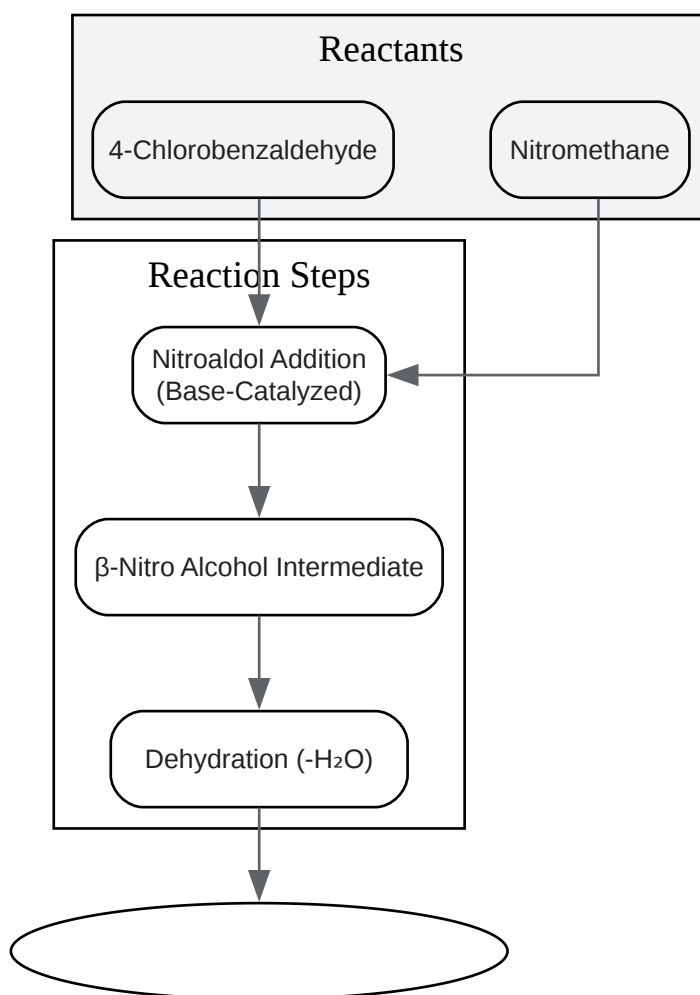 Reactants
4-Chlorobenzaldehyde
Nitromethane
Reaction Steps
Nitroaldol Addition
(Base-Catalyzed)
β-Nitro Alcohol Intermediate
Dehydration (-H₂O)